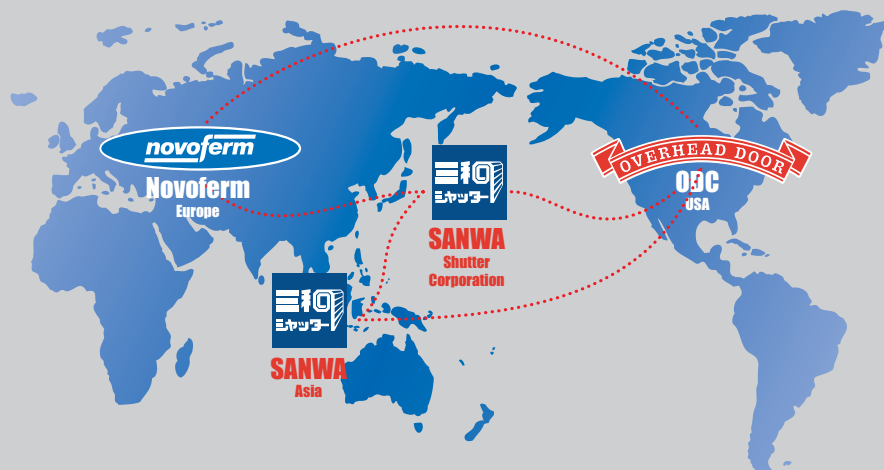 novoferm
Novoferm
Europe
三和
シャッター
SANWA
Shutter
Corporation
OVERHEAD DOOR
ODC
USA
三和
シャッター
SANWA
Asia